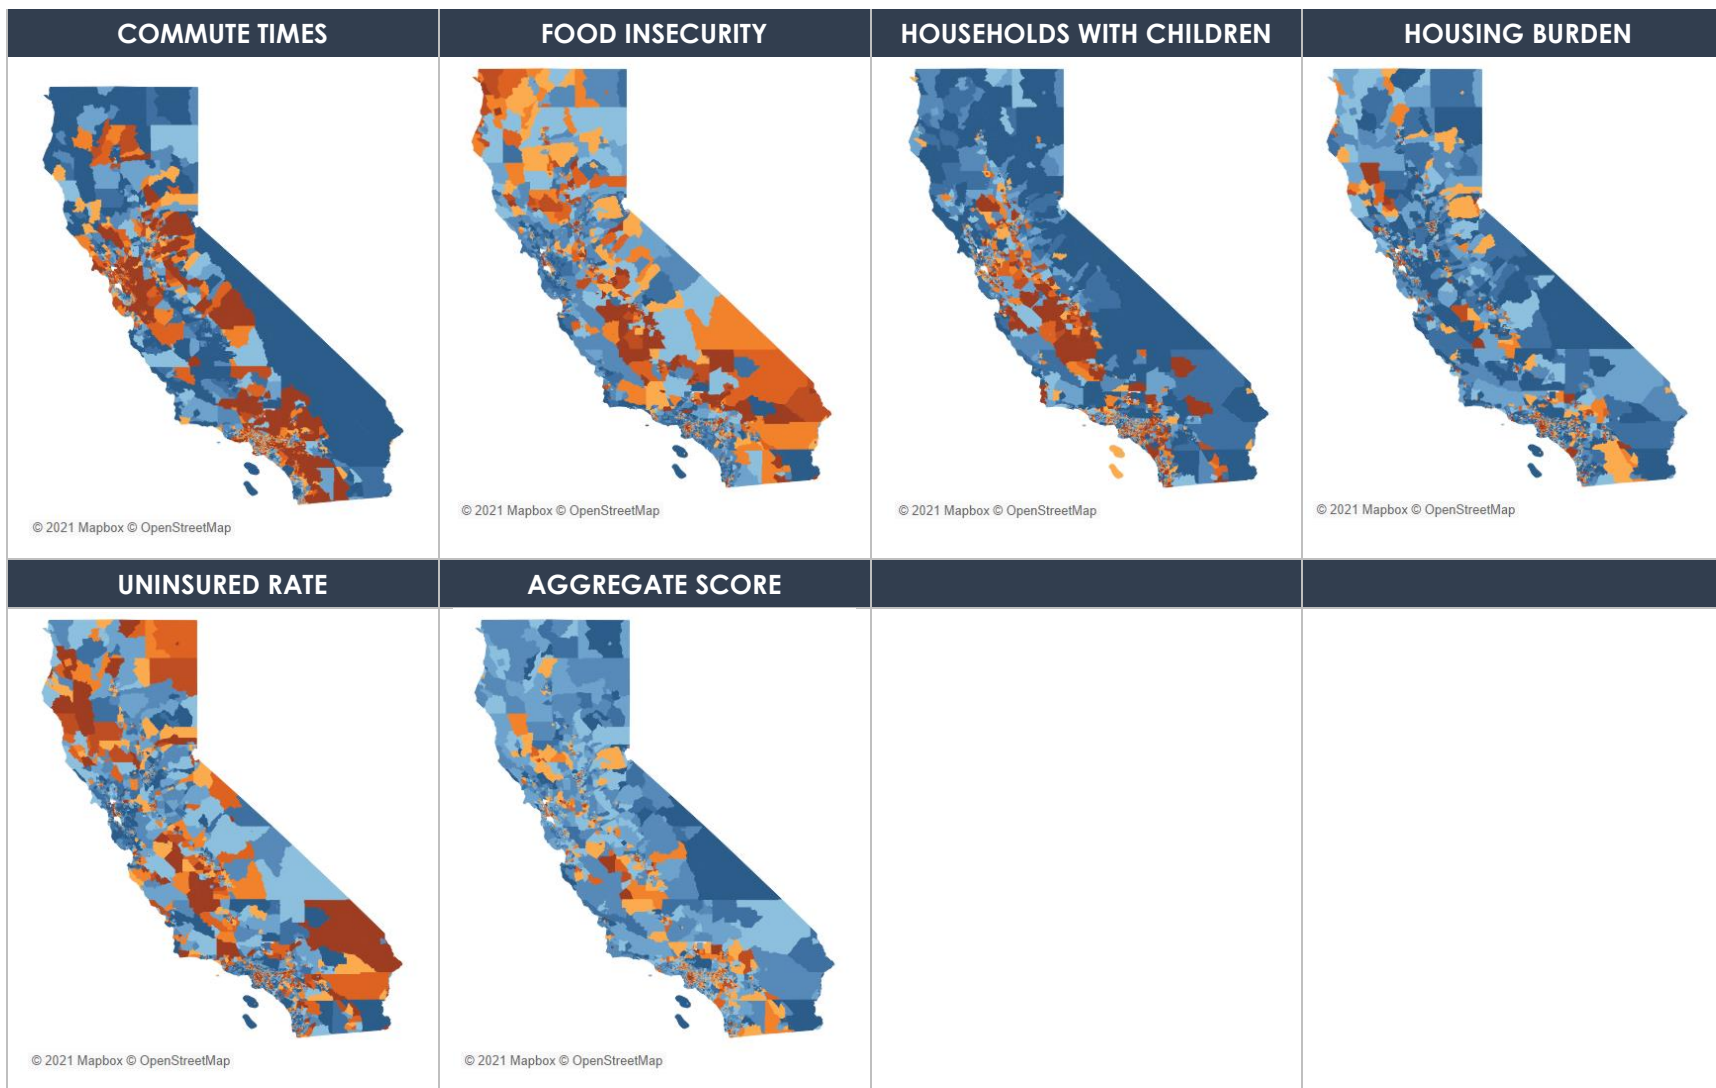 COMMUTE TIMES
FOOD INSECURITY
HOUSEHOLDS WITH CHILDREN
HOUSING BURDEN
© 2021 Mapbox © OpenStreetMap
© 2021 Mapbox © OpenStreetMap
© 2021 Mapbox © OpenStreetMap
© 2021 Mapbox © OpenStreetMap
UNINSURED RATE
AGGREGATE SCORE
© 2021 Mapbox © OpenStreetMap
© 2021 Mapbox © OpenStreetMap